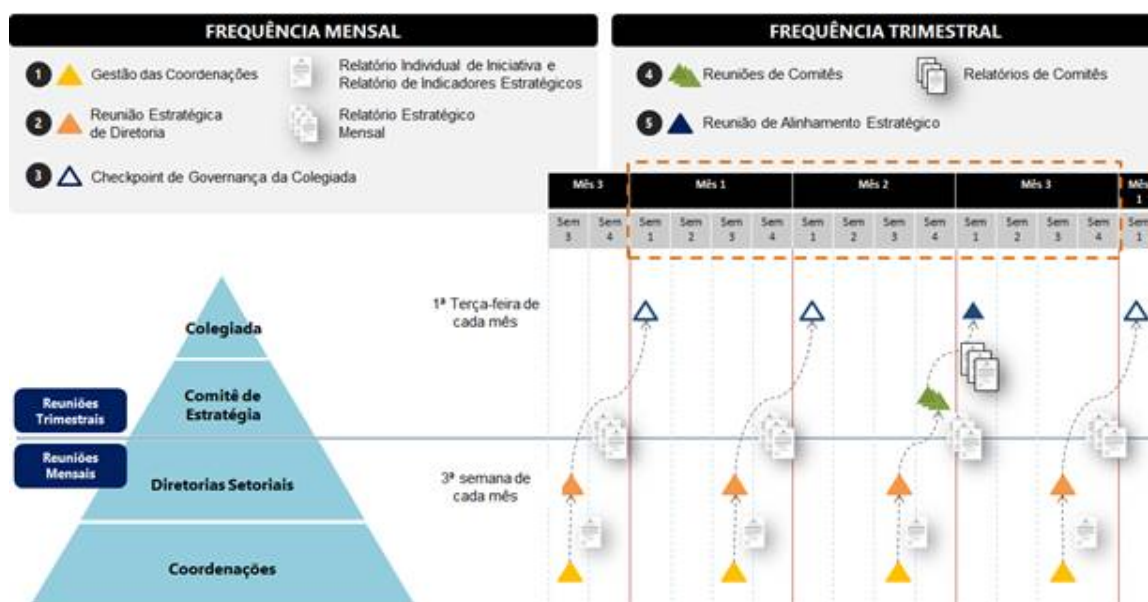 FREQUÊNCIA MENSAL
1 Gestão das Coordenações
Relatório Individual de Iniciativa e
Relatório de Indicadores Estratégicos
2 Reunião Estratégica
de Diretoria
Relatório Estratégico
Mensal
3 Checkpoint de Governança da Colegiada
FREQUÊNCIA TRIMESTRAL
4 Reuniões de Comitês
Relatórios de Comitês
5 Reunião de Alinhamento Estratégico
Mês 3 Mês 1 Mês 2 Mês 3 Mês
1
Sem Sem Sem Sem Sem Sem Sem Sem Sem Sem Sem Sem Sem Sem Sem
3 4 1 2 3 4 1 2 3 4 1 2 3 4 1
1ª Terça-feira de
cada mês
Colegiada
Comitê de
Estratégia
Reuniões
Trimestrais
Reuniões
Mensais
Diretorias Setoriais
3ª semana de
cada mês
Coordenações